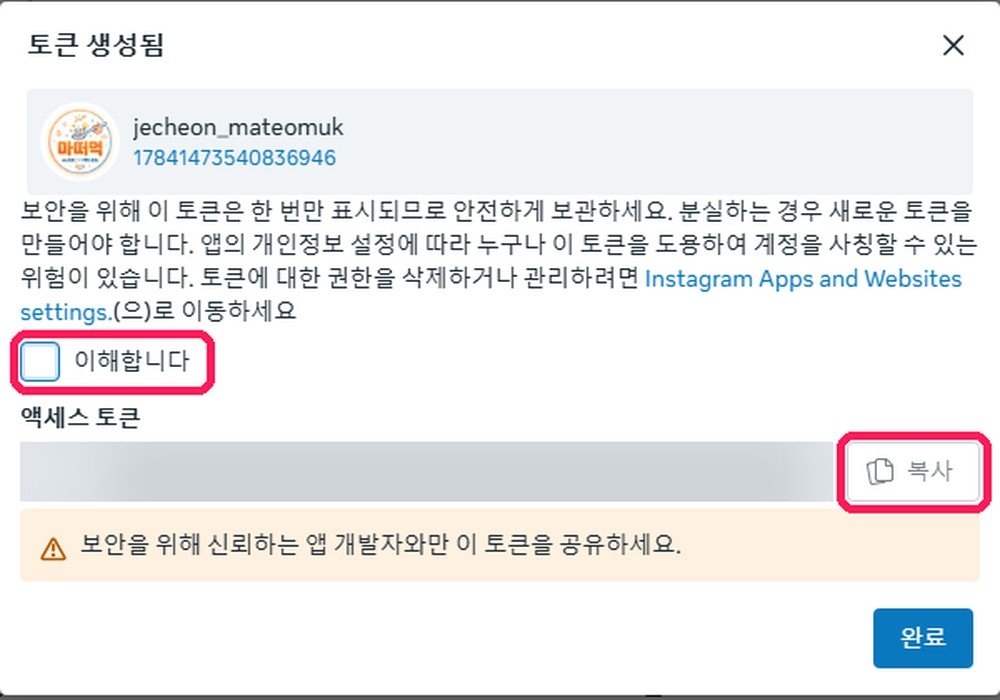 토큰 생성됨
마떠먹
jecheon_mateomuk
17841473540836946
보안을 위해 이 토큰은 한 번만 표시되므로 안전하게 보관하세요. 분실하는 경우 새로운 토큰을
만들어야 합니다. 앱의 개인정보 설정에 따라 누구나 이 토큰을 도용하여 계정을 사칭할 수 있는
위험이 있습니다. 토큰에 대한 권한을 삭제하거나 관리하려면 Instagram Apps and Websites
settings.(으)로 이동하세요
이해합니다
액세스 토큰
복사
보안을 위해 신뢰하는 앱 개발자와만 이 토큰을 공유하세요.
완료